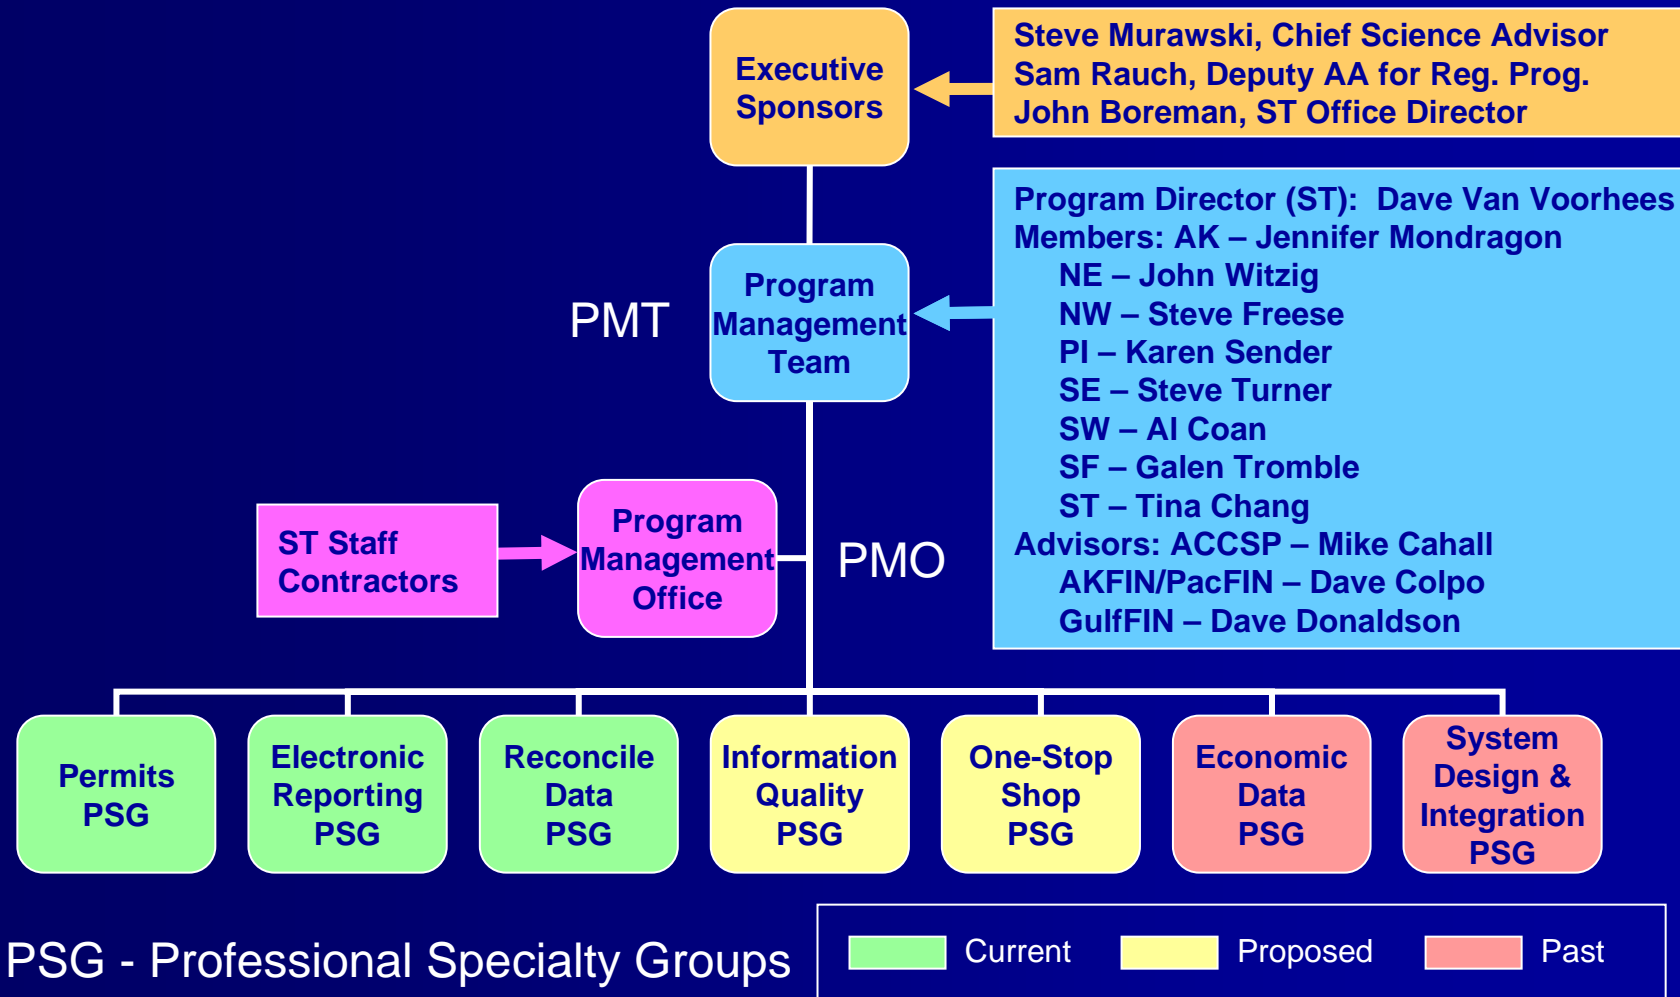 Executive
Sponsors
Steve Murawski, Chief Science Advisor
Sam Rauch, Deputy AA for Reg. Prog.
John Boreman, ST Office Director
PMT
Program
Management
Team
Program Director (ST):  Dave Van Voorhees
Members: AK – Jennifer Mondragon
NE – John Witzig
NW – Steve Freese
PI – Karen Sender
SE – Steve Turner
SW – Al Coan
SF – Galen Tromble
ST – Tina Chang
Advisors: ACCSP – Mike Cahall
AKFIN/PacFIN – Dave Colpo
GulfFIN – Dave Donaldson
ST Staff
Contractors
Program
Management
Office
PMO
Permits
PSG
Electronic
Reporting
PSG
Reconcile
Data
PSG
Information
Quality
PSG
One-Stop
Shop
PSG
Economic
Data
PSG
System
Design &
Integration
PSG
PSG - Professional Specialty Groups
Current
Proposed
Past